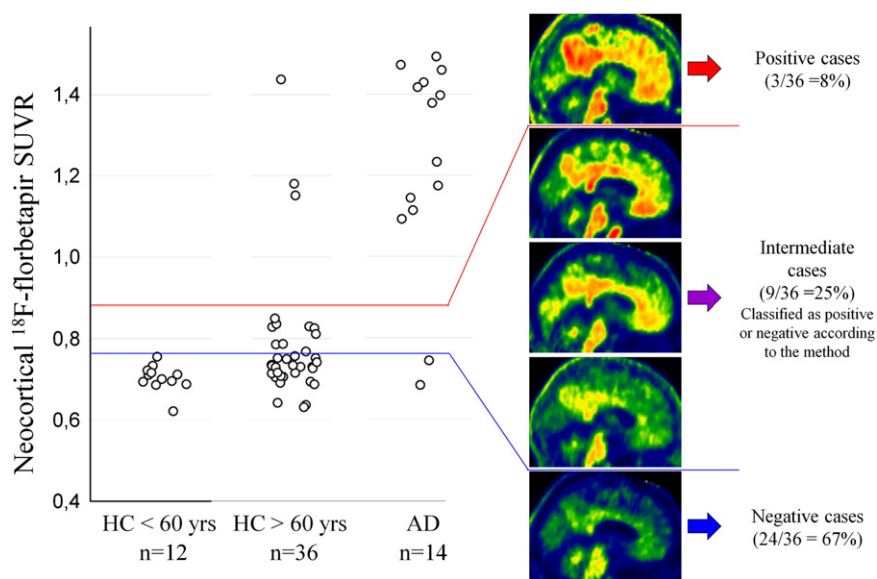 Neocortical ¹⁸F-florbetapir SUVR
1,4
1,2
1,0
0,8
0,6
0,4
HC < 60 yrs
n=12
HC > 60 yrs
n=36
AD
n=14
Positive cases
(3/36 =8%)
Intermediate
cases
(9/36 =25%)
Classified as positive
or negative according
to the method
Negative cases
(24/36 = 67%)